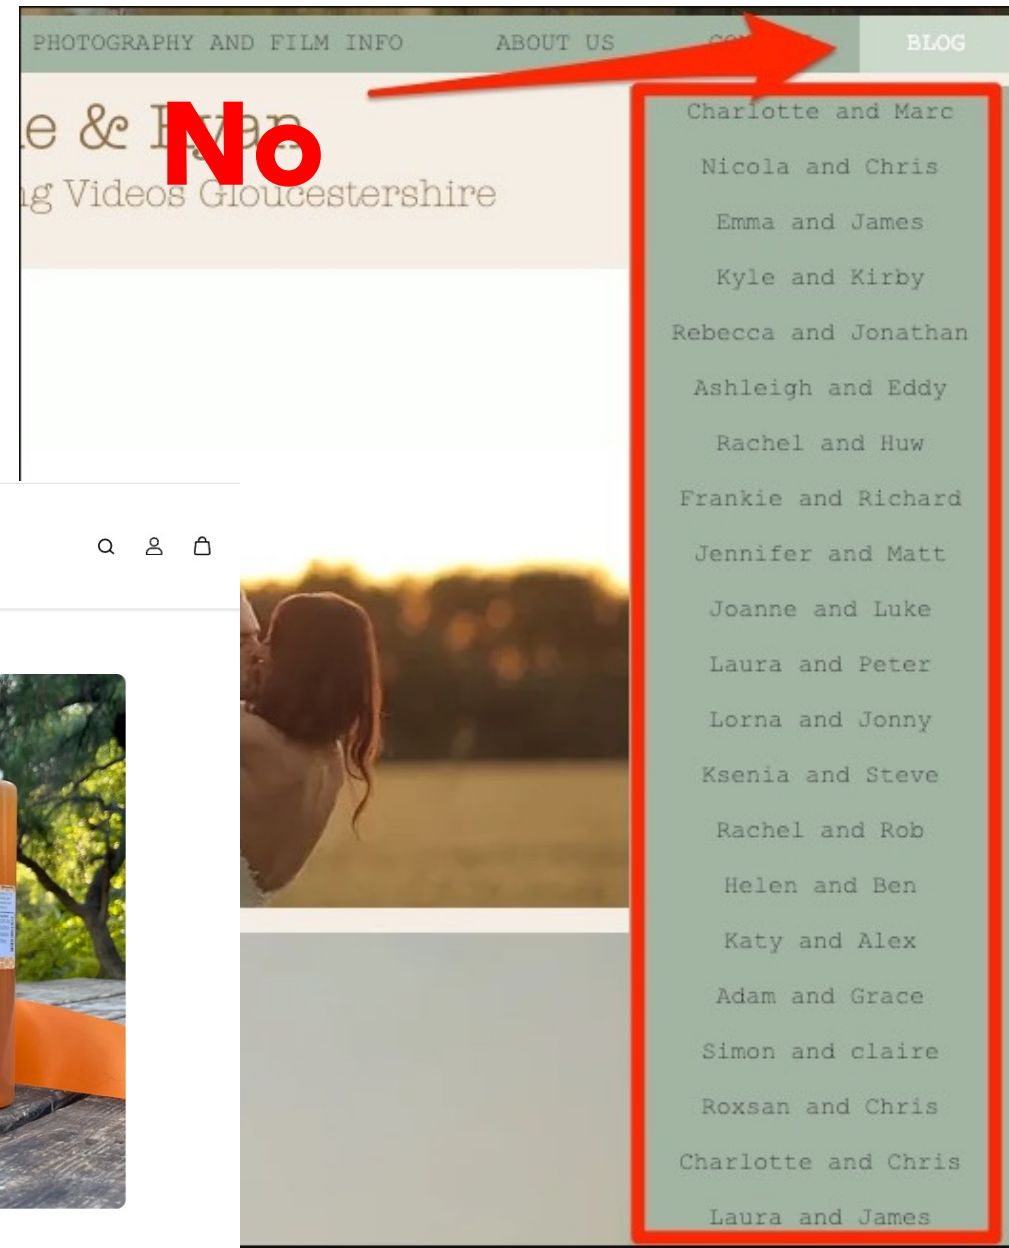 PHOTOGRAPHY AND FILM INFO ABOUT US BLOG
No
e & Ryan
g Videos Gloucestershire
Charlotte and Marc
Nicola and Chris
Emma and James
Kyle and Kirby
Rebecca and Jonathan
Ashleigh and Eddy
Rachel and Huw
Frankie and Richard
Jennifer and Matt
Joanne and Luke
Laura and Peter
Lorna and Jonny
Ksenia and Steve
Rachel and Rob
Helen and Ben
Katy and Alex
Adam and Grace
Simon and claire
Roxsan and Chris
Charlotte and Chris
Laura and James